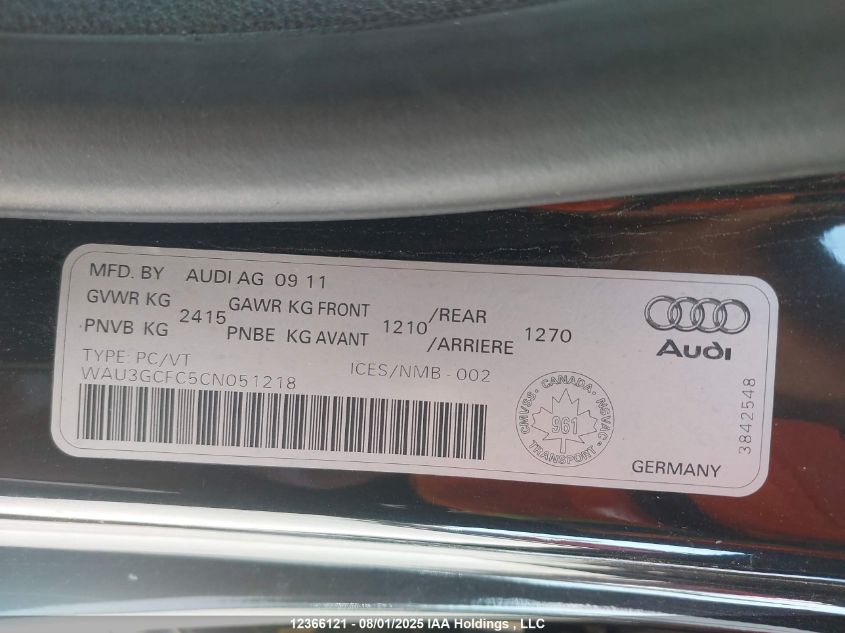 MFD. BY AUDI AG 09 11
GVWR KG 2415 GAWR KG FRONT 1210 /REAR 1270
PNVB KG PNBE KG AVANT /ARRIERE
TYPE: PC/VT ICES/NMB - 002
WAU3GCFC5CN051218
Audi
CMVSS • CANADA • NSVAC •
961
TRANSPORT
3842548
GERMANY
12366121 - 08/01/2025 IAA Holdings , LLC